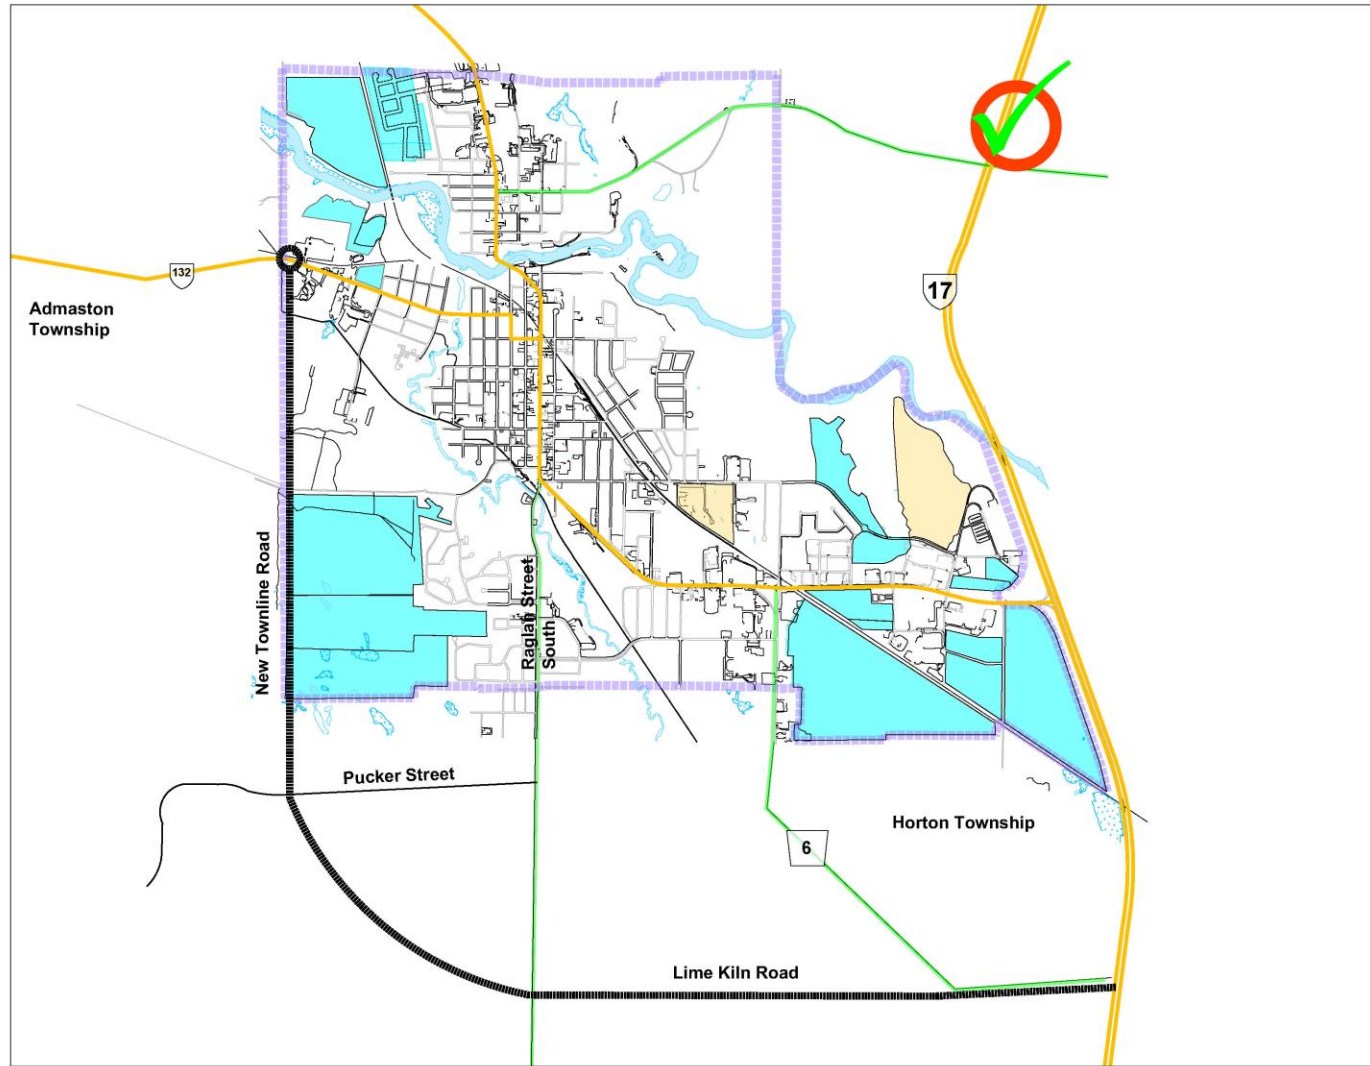 132
Admaston
Township
17
New Townline Road
Raglan Street
South
Pucker Street
Horton Township
6
Lime Kiln Road